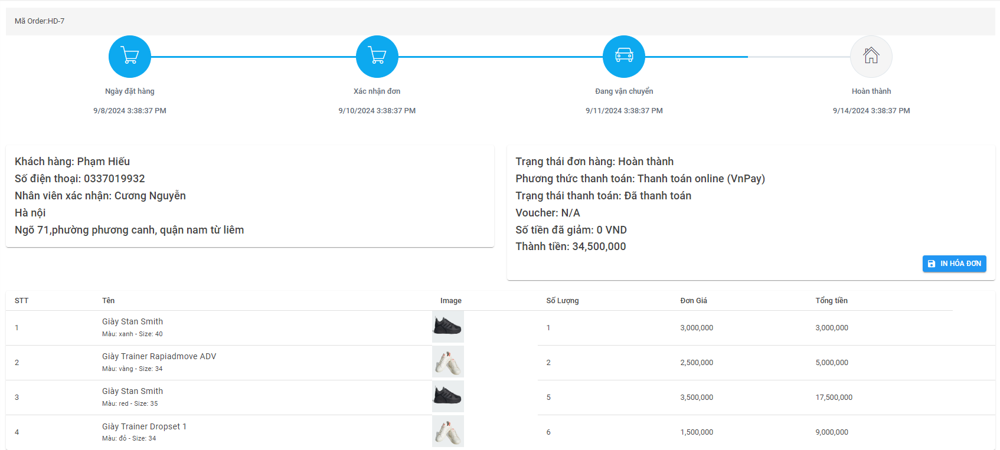 Mã Order:HD-7
Ngày đặt hàng
Xác nhận đơn
Đang vận chuyển
Hoàn thành
9/8/2024 3:38:37 PM
9/10/2024 3:38:37 PM
9/11/2024 3:38:37 PM
9/14/2024 3:38:37 PM
Khách hàng: Phạm Hiếu
Số điện thoại: 0337019932
Nhân viên xác nhận: Cương Nguyễn
Hà nội
Ngõ 71,phường phương canh, quận nam từ liêm
Trạng thái đơn hàng: Hoàn thành
Phương thức thanh toán: Thanh toán online (VnPay)
Trạng thái thanh toán: Đã thanh toán
Voucher: N/A
Số tiền đã giảm: 0 VND
Thành tiền: 34,500,000
IN HÓA ĐƠN
STT Tên Image Số Lượng Đơn Giá Tổng tiền
1 Giày Stan Smith 1 3,000,000 3,000,000
Màu: xanh - Size: 40
2 Giày Trainer Rapiadmove ADV 2 2,500,000 5,000,000
Màu: vàng - Size: 34
3 Giày Stan Smith 5 3,500,000 17,500,000
Màu: red - Size: 35
4 Giày Trainer Dropset 1 6 1,500,000 9,000,000
Màu: đỏ - Size: 34